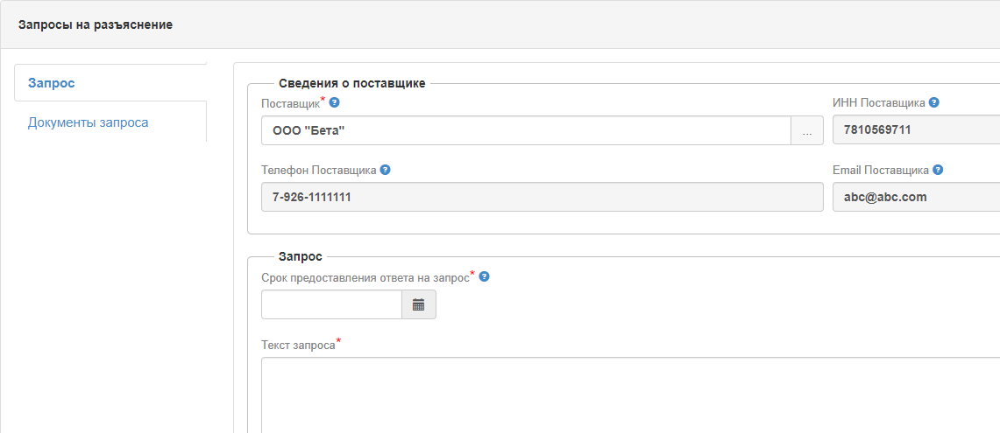 Запросы на разъяснение
Запрос
Документы запроса
Сведения о поставщике
Поставщик* ИНН Поставщика
ООО "Бета" ... 7810569711
Телефон Поставщика Email Поставщика
7-926-1111111 abc@abc.com
Запрос
Срок предоставления ответа на запрос*
Текст запроса*